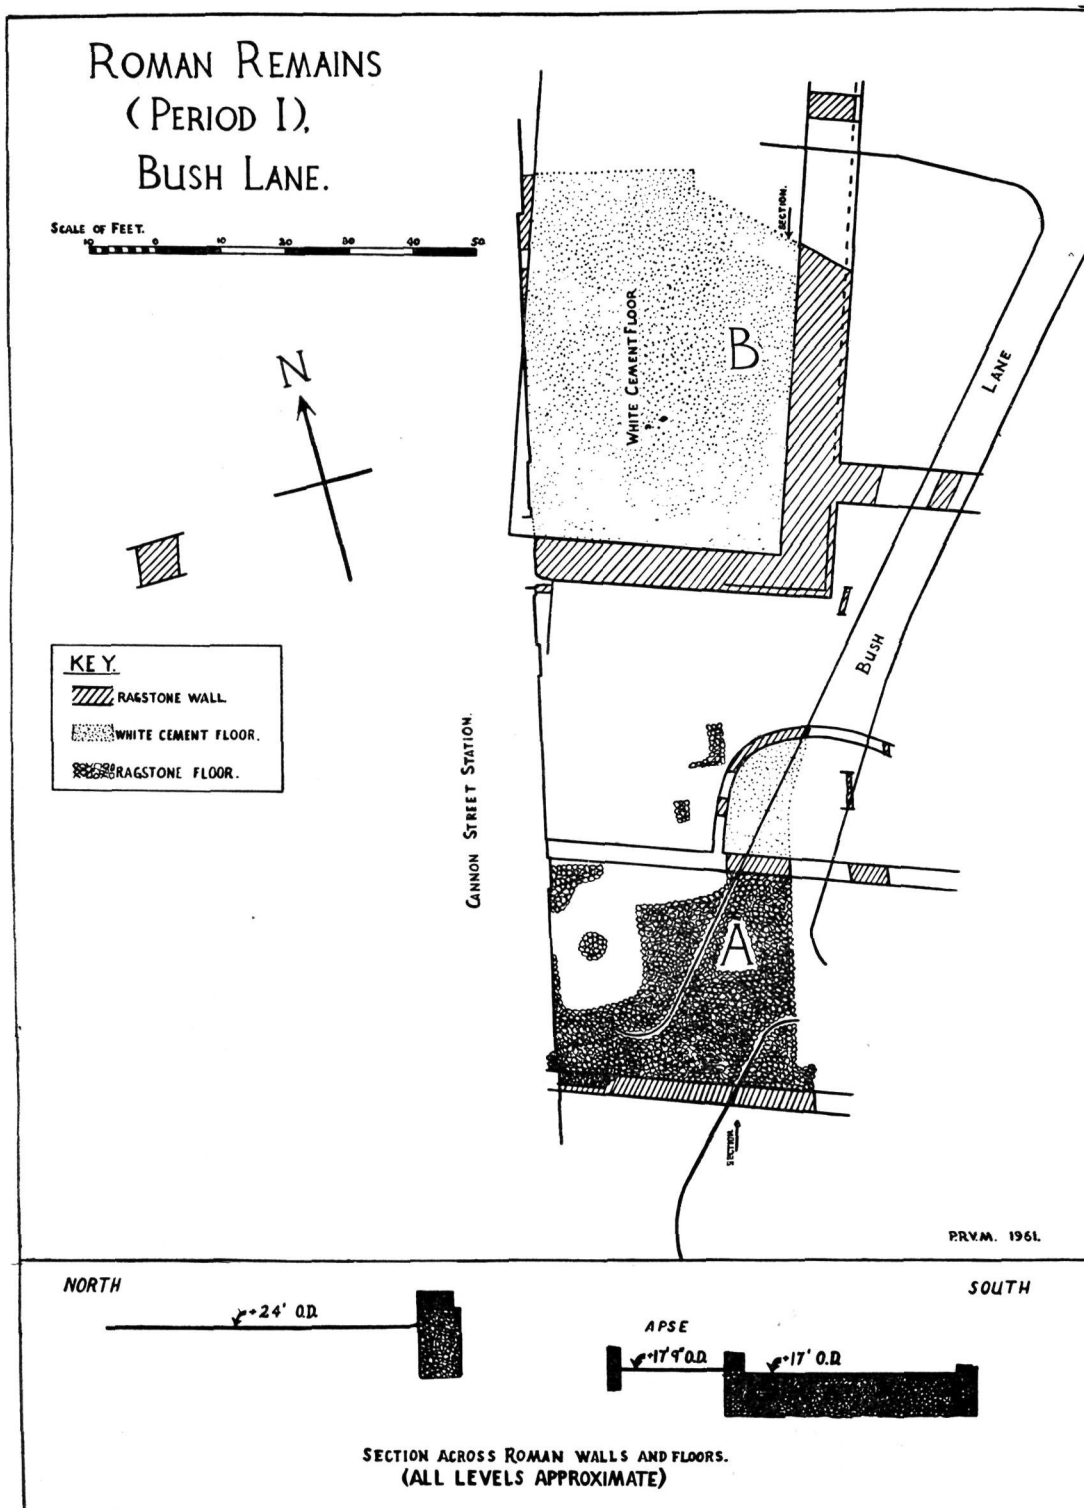 ROMAN REMAINS
(PERIOD I),
BUSH LANE.
SCALE OF FEET.
10 0 10 20 30 40 50
N
KEY.
RAGSTONE WALL
WHITE CEMENT FLOOR.
RAGSTONE FLOOR.
SECTION.
WHITE CEMENT FLOOR
B
LANE
BUSH
CANNON STREET STATION.
A
SECTION
P.R.V.M. 1961.
NORTH
SOUTH
+24' O.D.
APSE
+17'9" O.D.
+17' O.D.
SECTION ACROSS ROMAN WALLS AND FLOORS.
(ALL LEVELS APPROXIMATE)